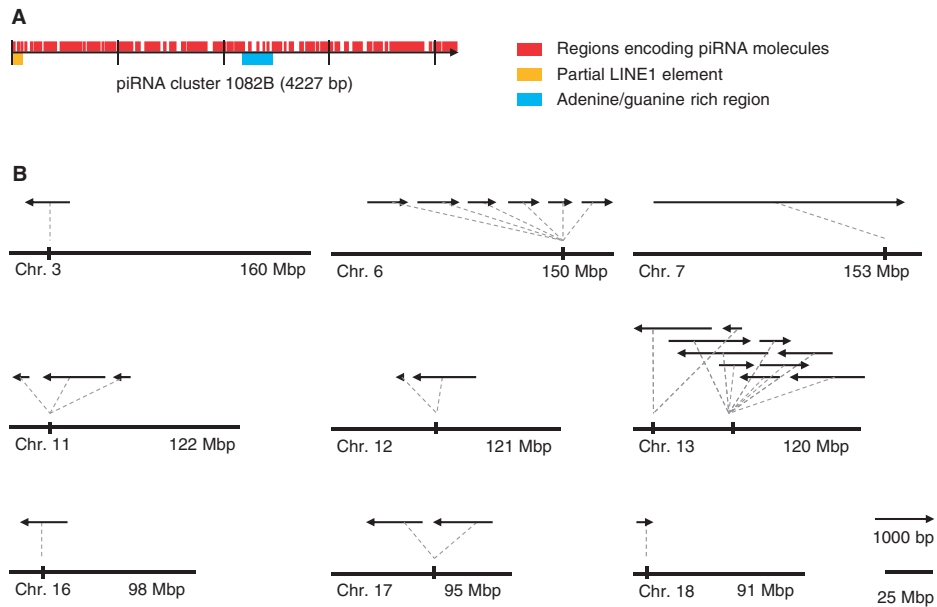 A
piRNA cluster 1082B (4227 bp)
Regions encoding piRNA molecules
Partial LINE1 element
Adenine/guanine rich region
B
Chr. 3 160 Mbp
Chr. 6 150 Mbp
Chr. 7 153 Mbp
Chr. 11 122 Mbp
Chr. 12 121 Mbp
Chr. 13 120 Mbp
Chr. 16 98 Mbp
Chr. 17 95 Mbp
Chr. 18 91 Mbp
1000 bp
25 Mbp